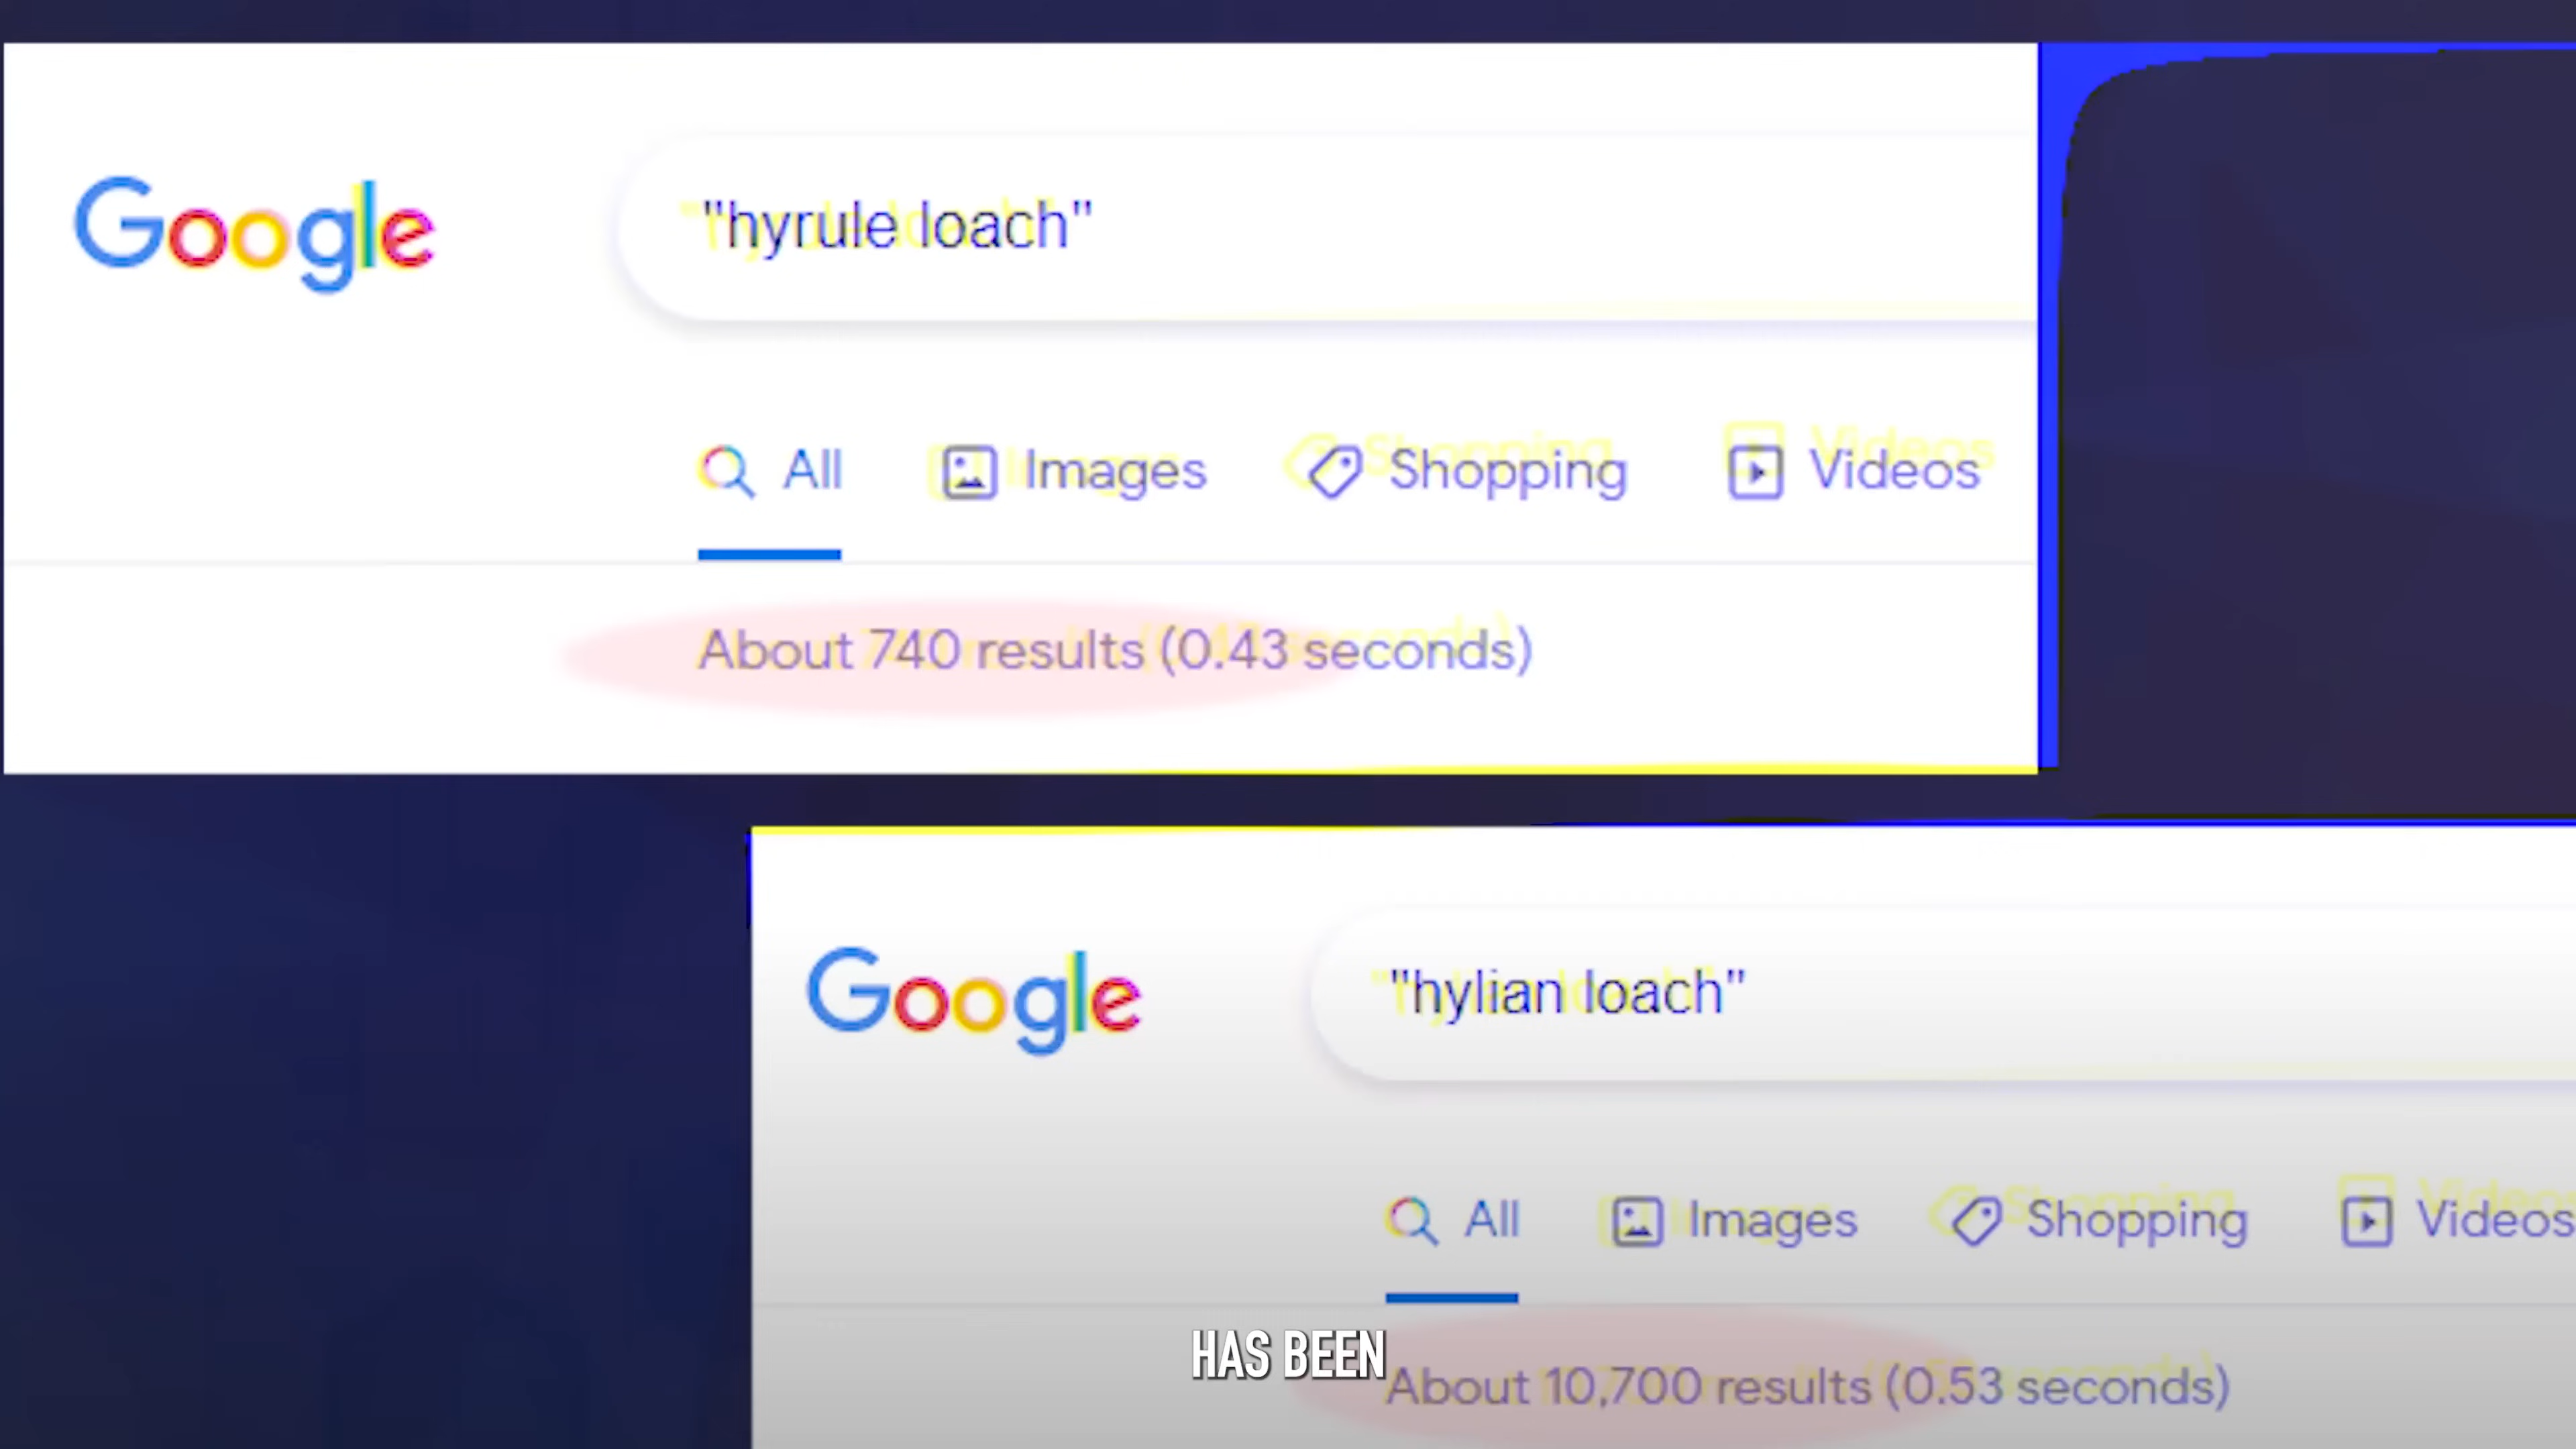 Google "hyrule loach"
All Images Shopping Videos
About 740 results (0.43 seconds)
Google "hylian loach"
All Images Shopping Videos
HAS BEEN
About 10,700 results (0.53 seconds)